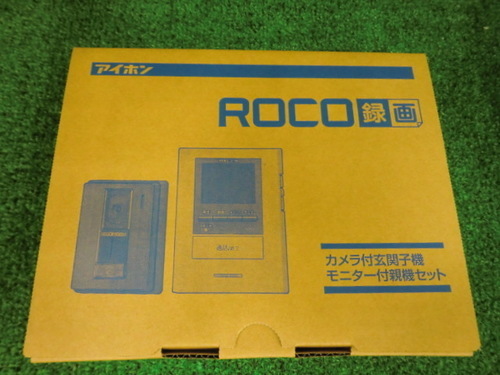 アイホン
ROCO録画
カメラ付玄関子機
モニター付親機セット